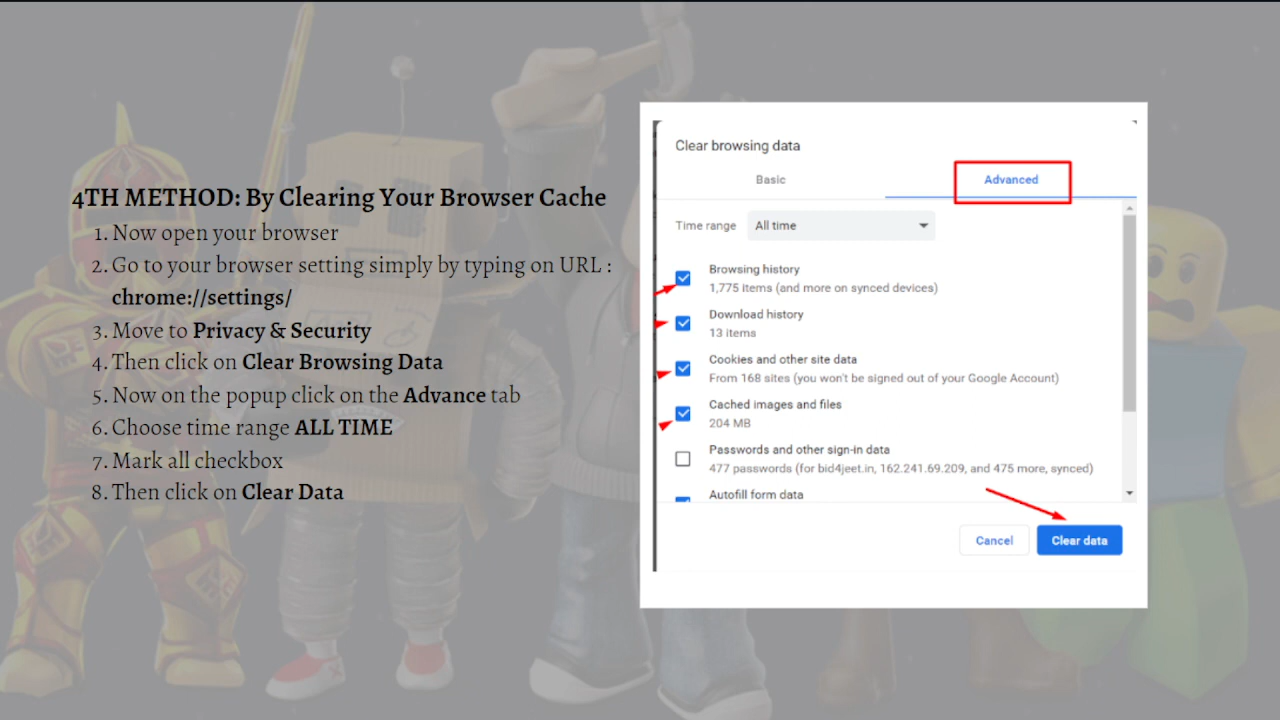 4TH METHOD: By Clearing Your Browser Cache
1. Now open your browser
2. Go to your browser setting simply by typing on URL :
chrome://settings/
3. Move to Privacy & Security
4. Then click on Clear Browsing Data
5. Now on the popup click on the Advance tab
6. Choose time range ALL TIME
7. Mark all checkbox
8. Then click on Clear Data
Clear browsing data
Basic
Advanced
Time range
All time
Browsing history
1,775 items (and more on synced devices)
Download history
13 items
Cookies and other site data
From 168 sites (you won't be signed out of your Google Account)
Cached images and files
204 MB
Passwords and other sign-in data
477 passwords (for bid4jeet.in, 162.241.69.209, and 475 more, synced)
Autofill form data
Cancel
Clear data